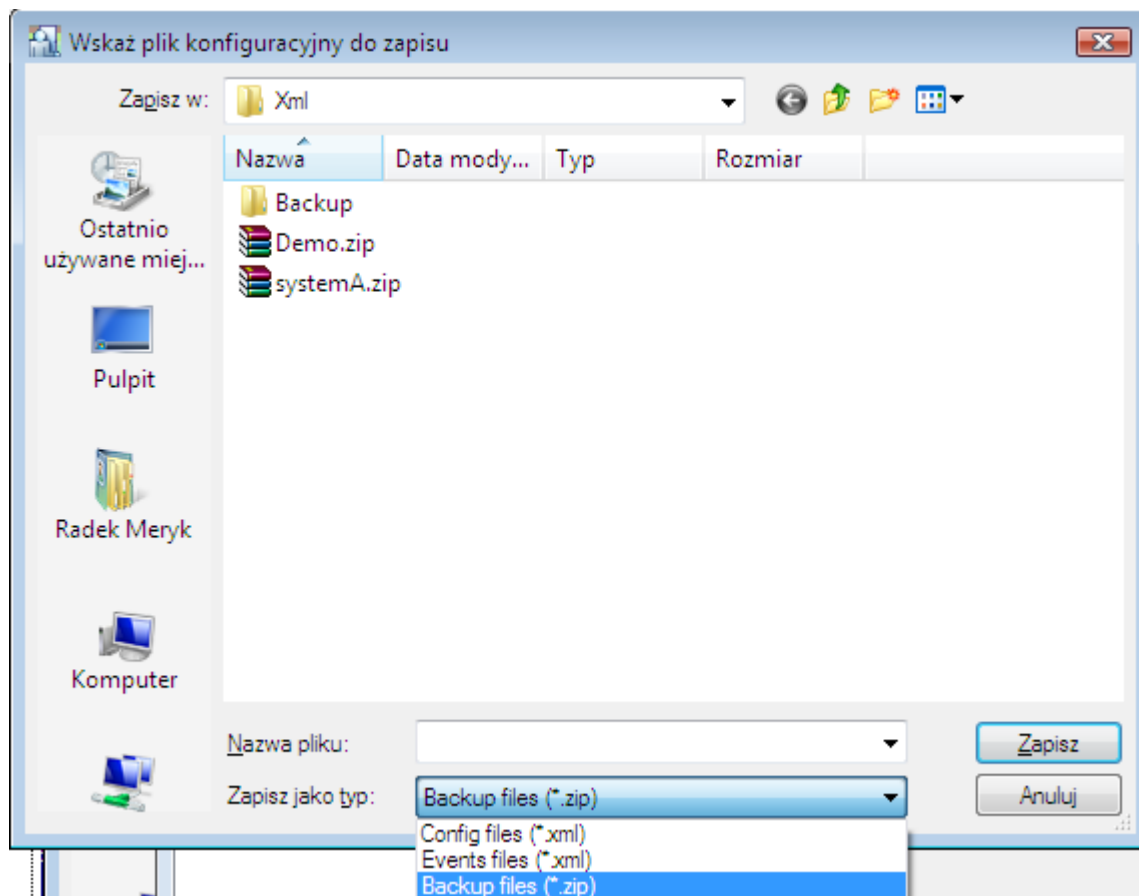 Wskaż plik konfiguracyjny do zapisu
Zapisz w: Xml
Nazwa Data mody... Typ Rozmiar
Backup
Demo.zip
systemA.zip
Ostatnio
używane miej...
Pulpit
Radek Meryk
Komputer
Nazwa pliku: Zapisz
Zapisz jako typ: Backup files (*.zip) Anuluj
Config files (*.xml)
Events files (*.xml)
Backup files (*.zip)